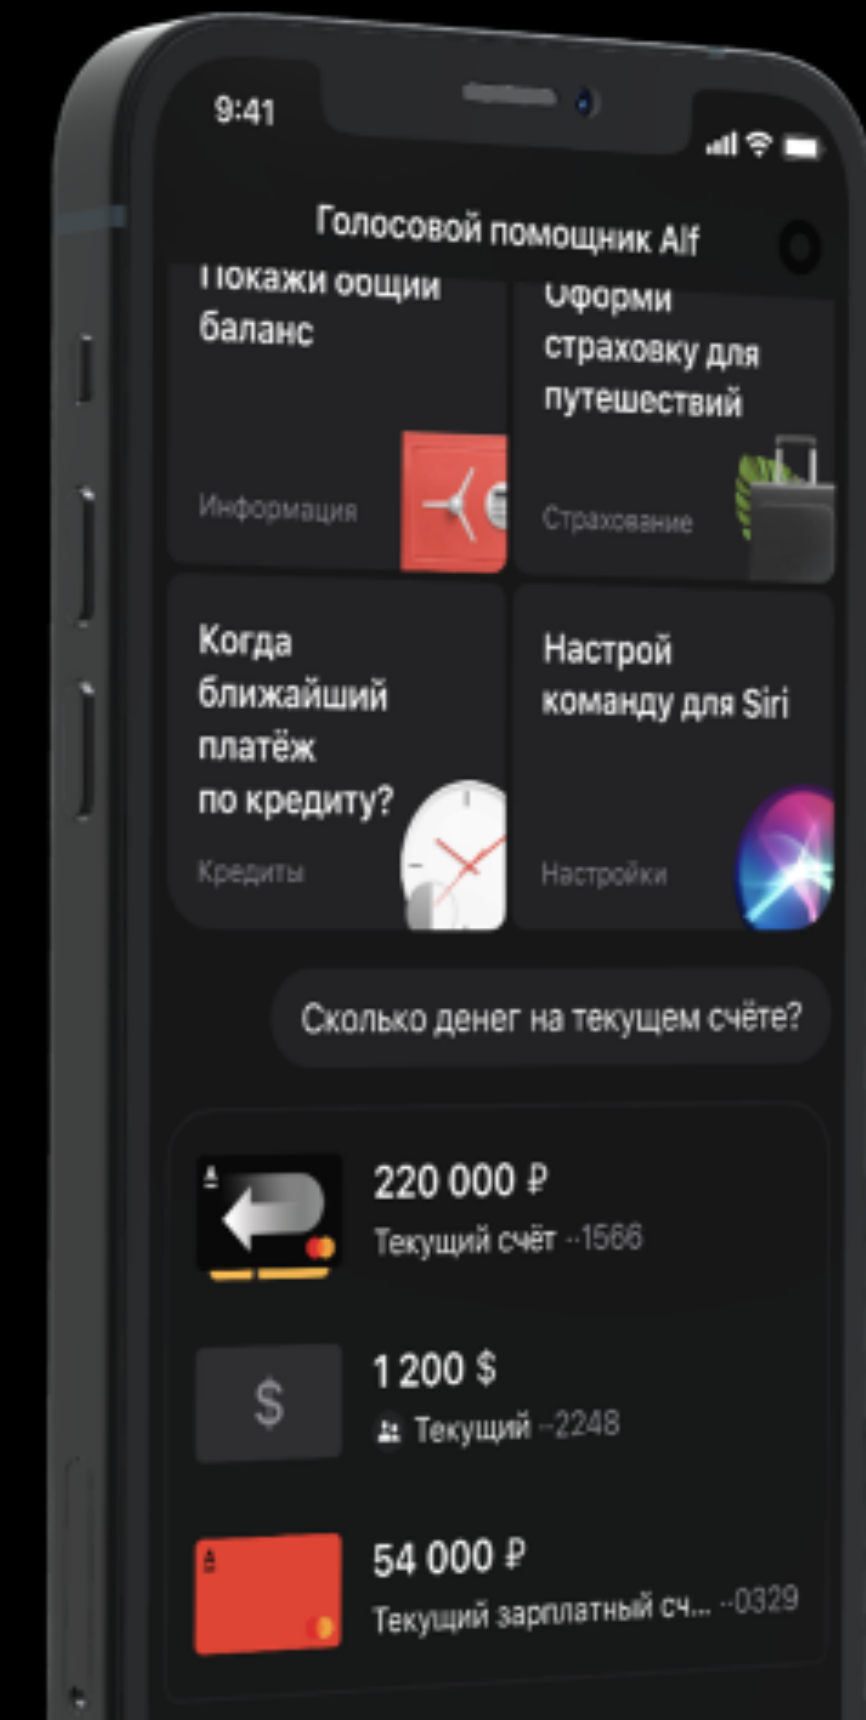 9:41
Голосовой помощник Alf
Покажи общий
баланс
Информация
Оформи
страховку для
путешествий
Страхование
Когда
ближайший
платёж
по кредиту?
Кредиты
Настрой
команду для Siri
Настройки
Сколько денег на текущем счёте?
220 000 ₽
Текущий счёт ··1566
$
1 200 $
Текущий ··2248
54 000 ₽
Текущий зарплатный сч... ··0329